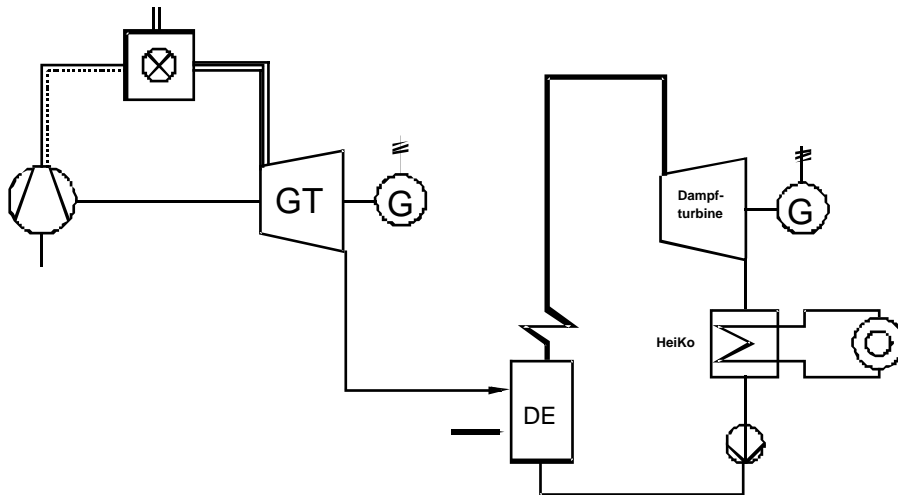 GT
G
Dampf-
turbine
G
HeiKo
DE